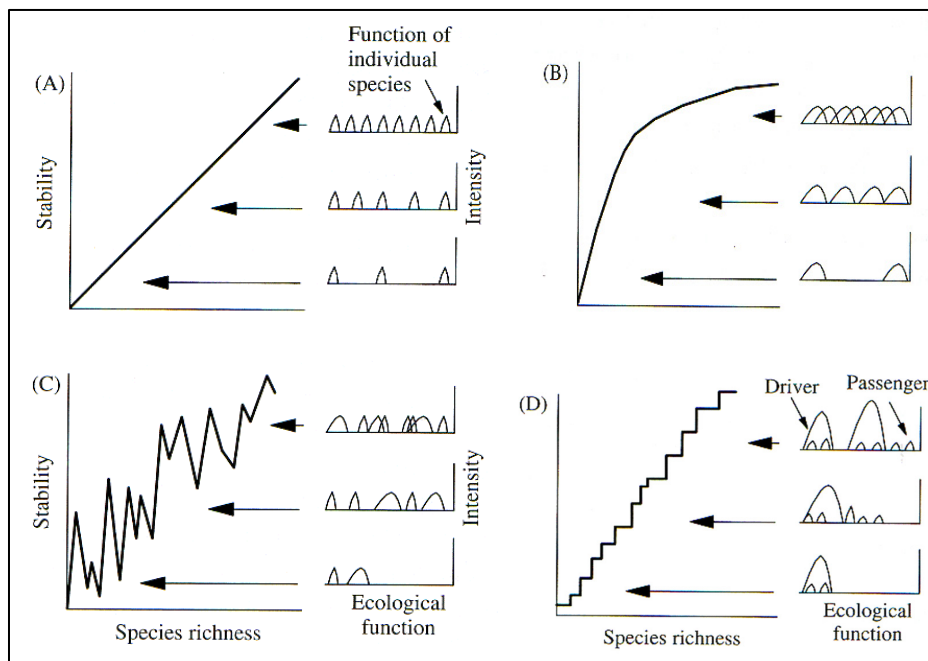 (A)
Function of
individual
species
Stability
Intensity
(B)
(C)
Stability
Intensity
Species richness
Ecological
function
(D)
Driver
Passenger
Species richness
Ecological
function